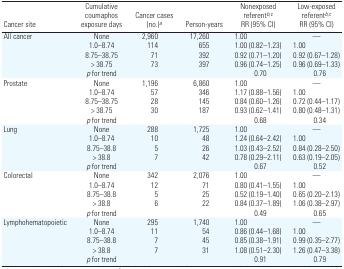 Cancer site Cumulative coumaphos exposure days Cancer cases (no.)a Person-years Nonexposed referentb,c RR (95% CI) Low-exposed referentb,c RR (95% CI)
All cancer None 2,960 17,260 1.00 —
1.0–8.74 114 655 1.00 (0.82–1.23) 1.00
8.75–38.75 71 392 0.92 (0.71–1.20) 0.92 (0.67–1.28)
> 38.75 73 397 0.96 (0.74–1.25) 0.96 (0.69–1.33)
p for trend 0.70 0.76
Prostate None 1,196 6,860 1.00 —
1.0–8.74 57 346 1.17 (0.88–1.56) 1.00
8.75–38.75 28 145 0.84 (0.60–1.26) 0.72 (0.44–1.17)
> 38.75 30 187 0.93 (0.62–1.41) 0.80 (0.48–1.31)
p for trend 0.68 0.34
Lung None 288 1,725 1.00 —
1.0–8.74 10 48 1.24 (0.64–2.42) 1.00
8.75–38.8 5 26 1.03 (0.43–2.52) 0.84 (0.28–2.50)
> 38.8 7 42 0.78 (0.29–2.11) 0.63 (0.19–2.05)
p for trend 0.67 0.52
Colorectal None 342 2,076 1.00 —
1.0–8.74 12 71 0.80 (0.41–1.55) 1.00
8.75–38.8 5 25 0.52 (0.19–1.40) 0.65 (0.20–2.13)
> 38.8 6 22 0.84 (0.37–1.89) 1.06 (0.38–2.97)
p for trend 0.49 0.65
Lymphohematopoietic None 295 1,740 1.00 —
1.0–8.74 11 54 0.86 (0.44–1.68) 1.00
8.75–38.8 7 45 0.85 (0.38–1.91) 0.99 (0.35–2.77)
> 38.8 7 31 1.08 (0.51–2.30) 1.26 (0.47–3.38)
p for trend 0.91 0.79